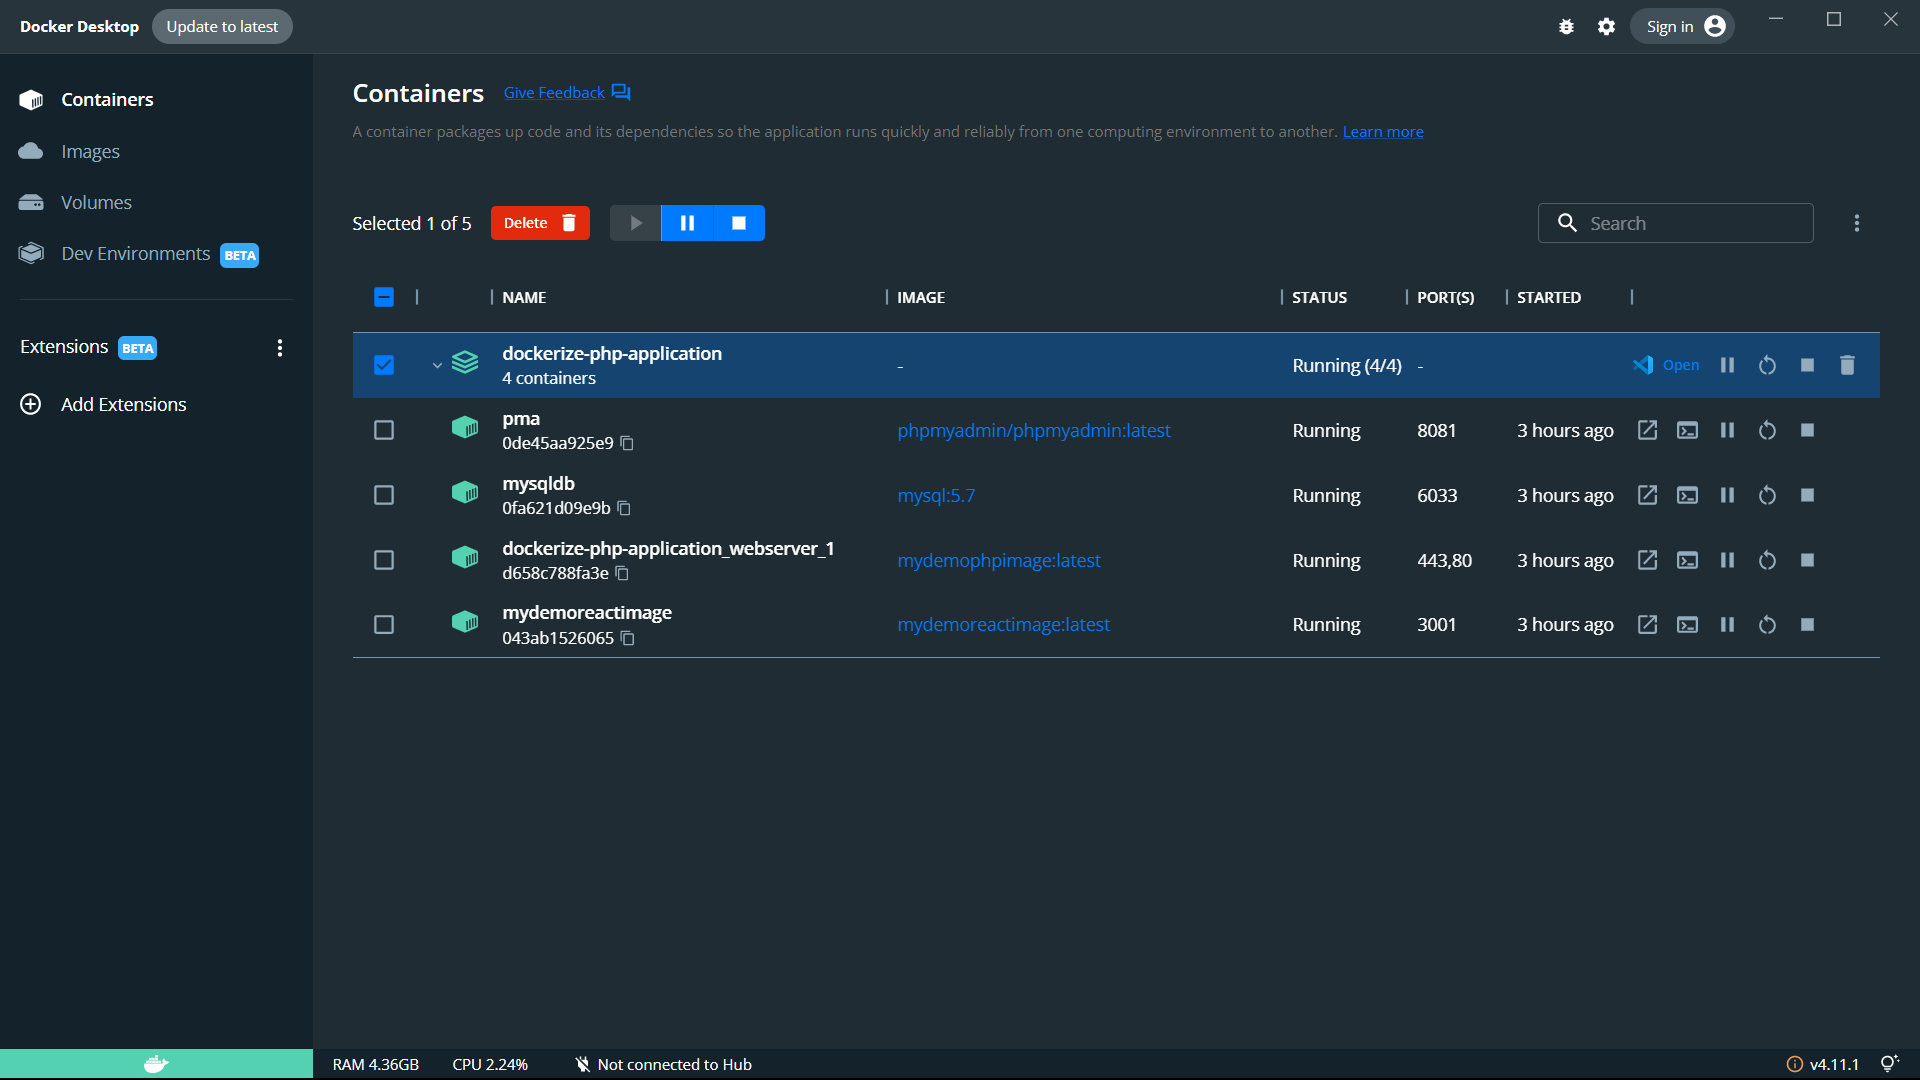 Docker Desktop Update to latest Sign in
Containers
Images
Volumes
Dev Environments BETA
Extensions BETA
Add Extensions
Containers Give Feedback
A container packages up code and its dependencies so the application runs quickly and reliably from one computing environment to another. Learn more
Selected 1 of 5 Delete Search
NAME IMAGE STATUS PORT(S) STARTED
dockerize-php-application
4 containers
- Running (4/4) - Open
pma
0de45aa925e9
phpmyadmin/phpmyadmin:latest Running 8081 3 hours ago
mysqldb
0fa621d09e9b
mysql:5.7 Running 6033 3 hours ago
dockerize-php-application_webserver_1
d658c788fa3e
mydemophpimage:latest Running 443,80 3 hours ago
mydemoreactimage
043ab1526065
mydemoreactimage:latest Running 3001 3 hours ago
RAM 4.36GB CPU 2.24% Not connected to Hub v4.11.1